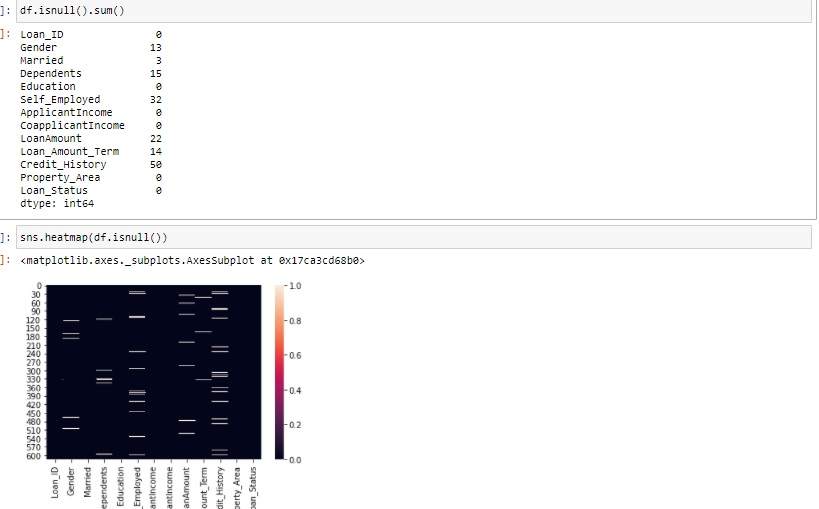 ]: df.isnull().sum()
]: Loan_ID 0
Gender 13
Married 3
Dependents 15
Education 0
Self_Employed 32
ApplicantIncome 0
CoapplicantIncome 0
LoanAmount 22
Loan_Amount_Term 14
Credit_History 50
Property_Area 0
Loan_Status 0
dtype: int64
]: sns.heatmap(df.isnull())
]: <matplotlib.axes._subplots.AxesSubplot at 0x17ca3cd68b0>
0
30
60
90
120
150
180
210
240
270
300
330
360
390
420
450
480
510
540
570
600
1.0
0.8
0.6
0.4
0.2
0.0
Loan_ID
Gender
Married
ependents
Education
_Employed
antIncome
antIncome
anAmount
ount_Term
dit_History
perty_Area
oan_Status